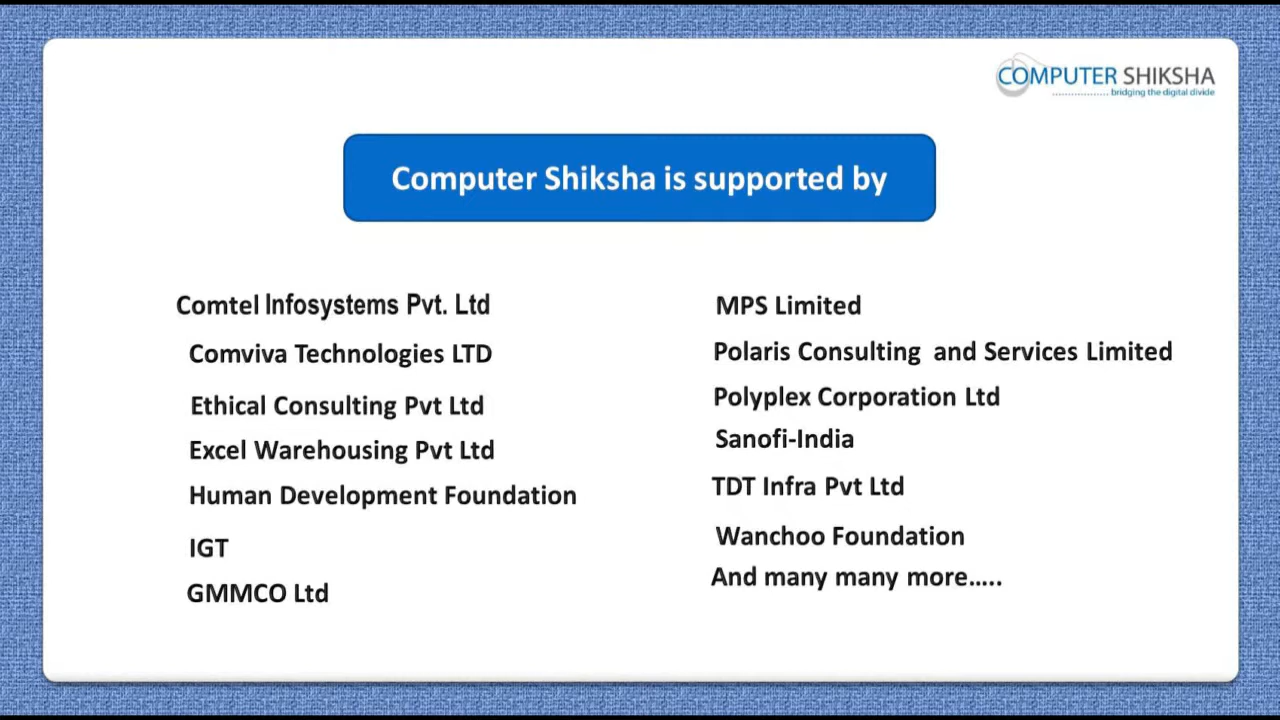 COMPUTER SHIKSHA
..................bridging the digital divide
Computer Shiksha is supported by
Comtel Infosystems Pvt. Ltd
Comviva Technologies LTD
Ethical Consulting Pvt Ltd
Excel Warehousing Pvt Ltd
Human Development Foundation
IGT
GMMCO Ltd
MPS Limited
Polaris Consulting and Services Limited
Polyplex Corporation Ltd
Sanofi-India
TDT Infra Pvt Ltd
Wanchoo Foundation
And many many more.....